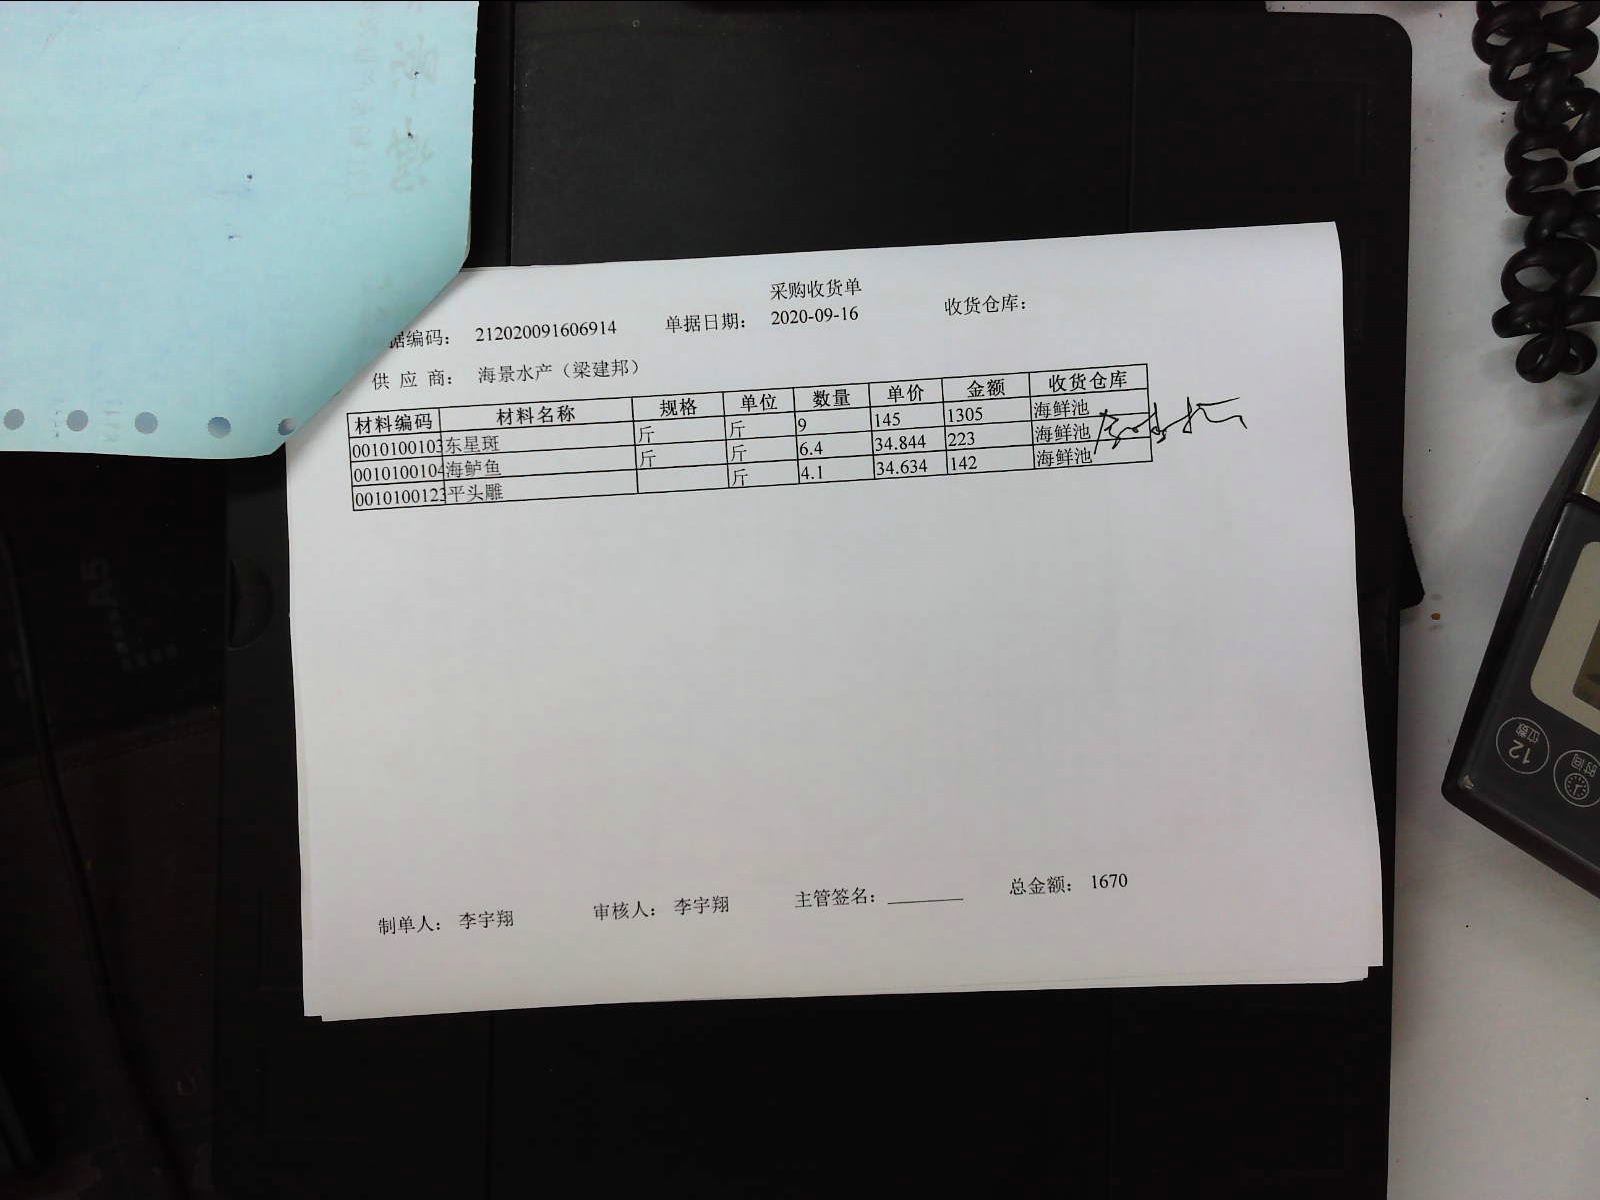 采购收货单
据编码： 212020091606914 单据日期： 2020-09-16 收货仓库：
供 应 商： 海景水产（梁建邦）
材料编码 材料名称 规格 单位 数量 单价 金额 收货仓库
0010100103 东星斑 斤 斤 9 145 1305 海鲜池
0010100104 海鲈鱼 斤 斤 6.4 34.844 223 海鲜池
0010100123 平头雕 斤 4.1 34.634 142 海鲜池
制单人： 李宇翔 审核人： 李宇翔 主管签名： 总金额： 1670
12
位数
时间